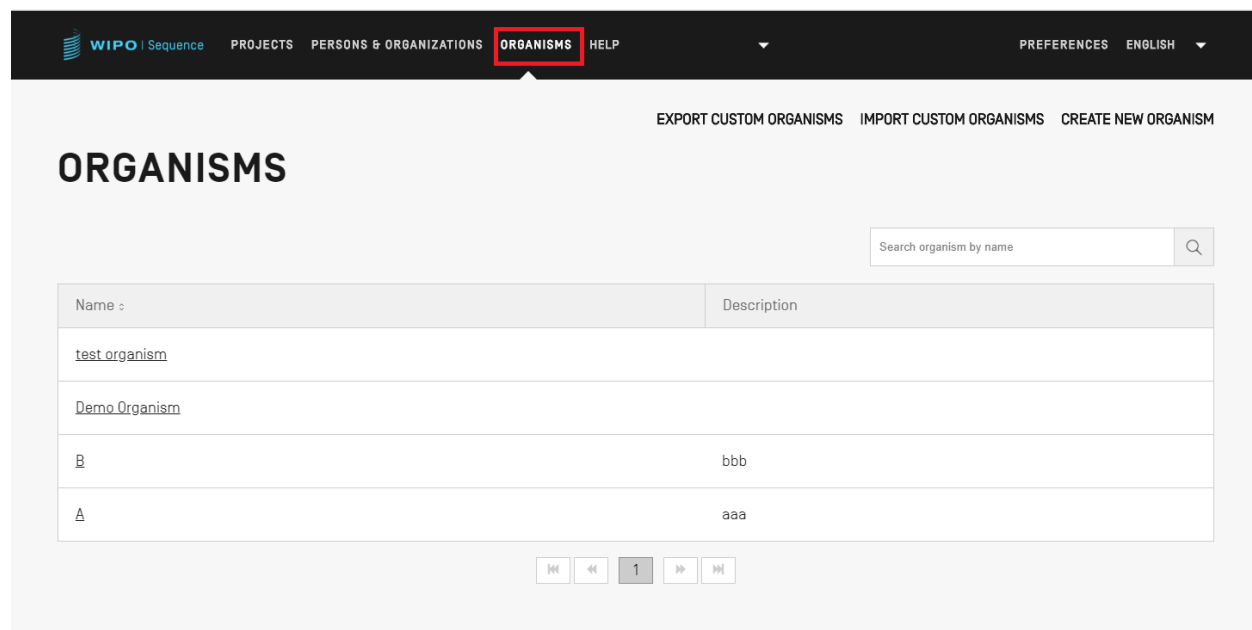 WIPO | Sequence PROJECTS PERSONS & ORGANIZATIONS ORGANISMS HELP PREFERENCES ENGLISH
EXPORT CUSTOM ORGANISMS IMPORT CUSTOM ORGANISMS CREATE NEW ORGANISM
ORGANISMS
Search organism by name
Name Description
test organism
Demo Organism
B bbb
A aaa
1